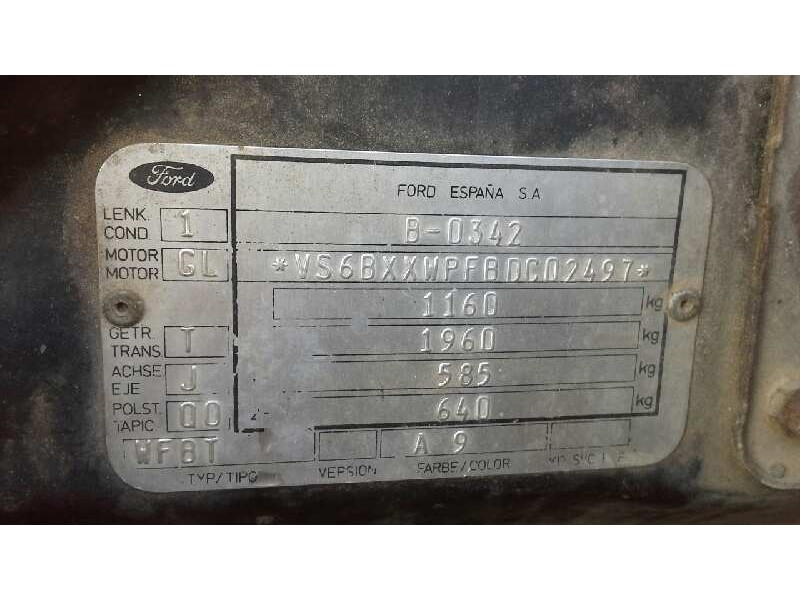 Ford
FORD ESPAÑA S.A
LENK. COND. 1 B-0342
MOTOR MOTOR GL *VS6BXXWPFBDC02497*
1160 kg
GETR. TRANS. T 1960 kg
ACHSE EJE J 585 kg
POLST. TAPIC. QO 640 kg
WFBT A 9
TYP/TIPO VERSION FARBE/COLOR